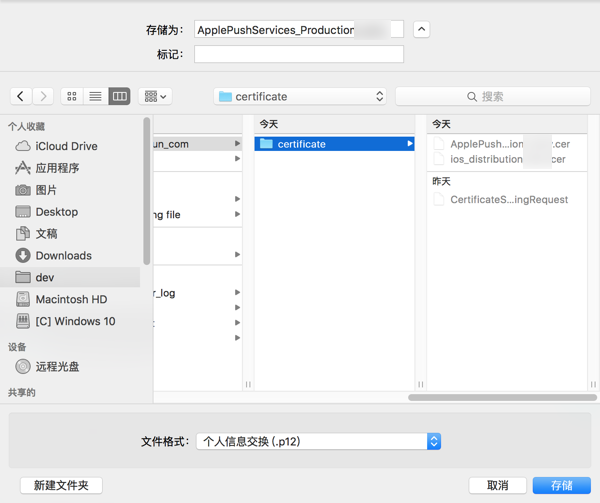 存储为： ApplePushServices_Production
标记：
certificate
搜索
个人收藏
iCloud Drive
应用程序
图片
Desktop
文稿
Downloads
dev
Macintosh HD
[C] Windows 10
设备
远程光盘
共享的
un_com
ng file
r_log
今天
certificate
今天
ApplePush...ion
.cer
ios_distribution
cer
昨天
CertificateS...ingRequest
文件格式： 个人信息交换 (.p12)
新建文件夹
取消
存储